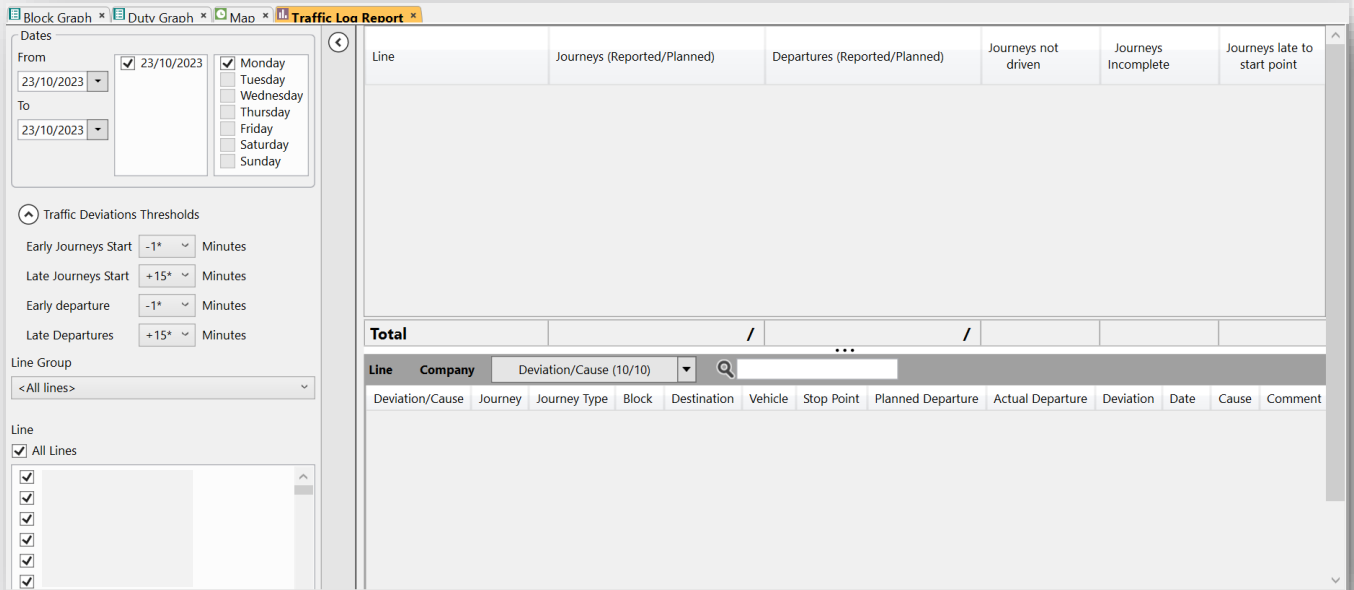 Block Graph × Duty Graph × Map × Traffic Log Report ×
Dates
From
23/10/2023
To
23/10/2023
23/10/2023
Monday
Tuesday
Wednesday
Thursday
Friday
Saturday
Sunday
Traffic Deviations Thresholds
Early Journeys Start -1* Minutes
Late Journeys Start +15* Minutes
Early departure -1* Minutes
Late Departures +15* Minutes
Line Group
<All lines>
Line
All Lines
Line Journeys (Reported/Planned) Departures (Reported/Planned) Journeys not driven Journeys Incomplete Journeys late to start point
Total / /
...
Line Company Deviation/Cause (10/10)
Deviation/Cause Journey Journey Type Block Destination Vehicle Stop Point Planned Departure Actual Departure Deviation Date Cause Comment